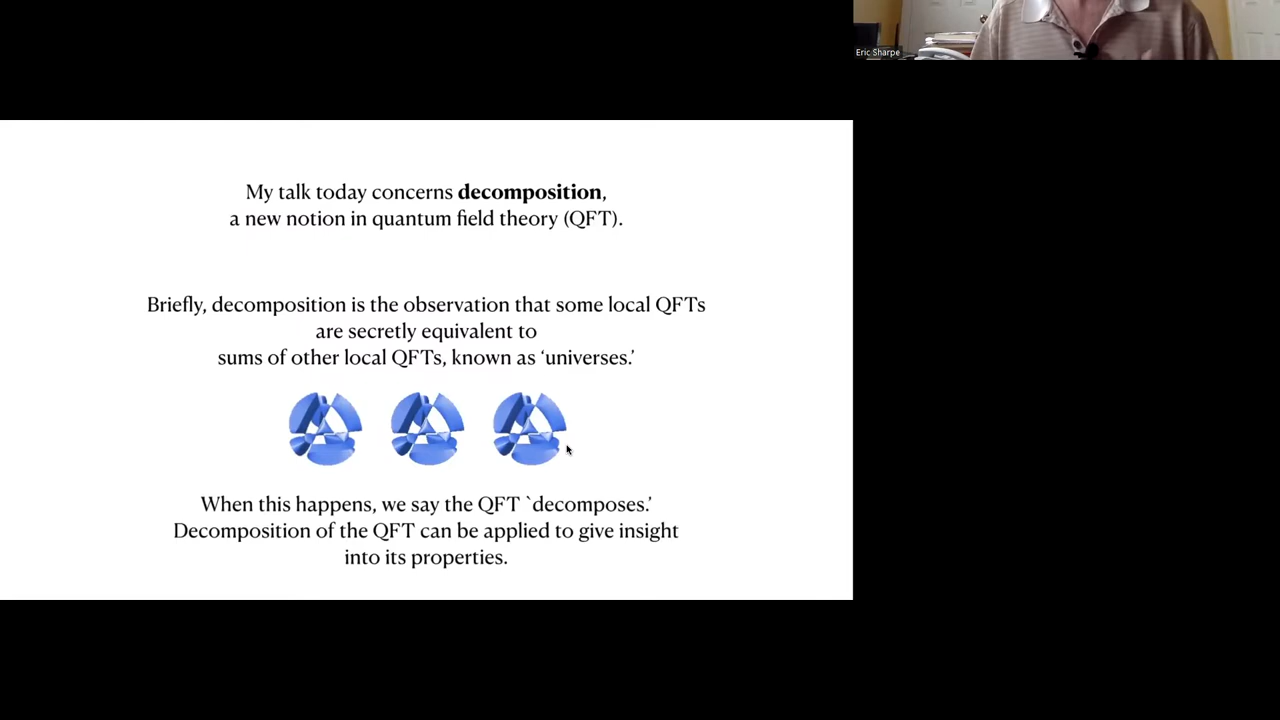 Eric Sharpe
My talk today concerns decomposition,
a new notion in quantum field theory (QFT).
Briefly, decomposition is the observation that some local QFTs
are secretly equivalent to
sums of other local QFTs, known as ‘universes.’
When this happens, we say the QFT `decomposes.’
Decomposition of the QFT can be applied to give insight
into its properties.